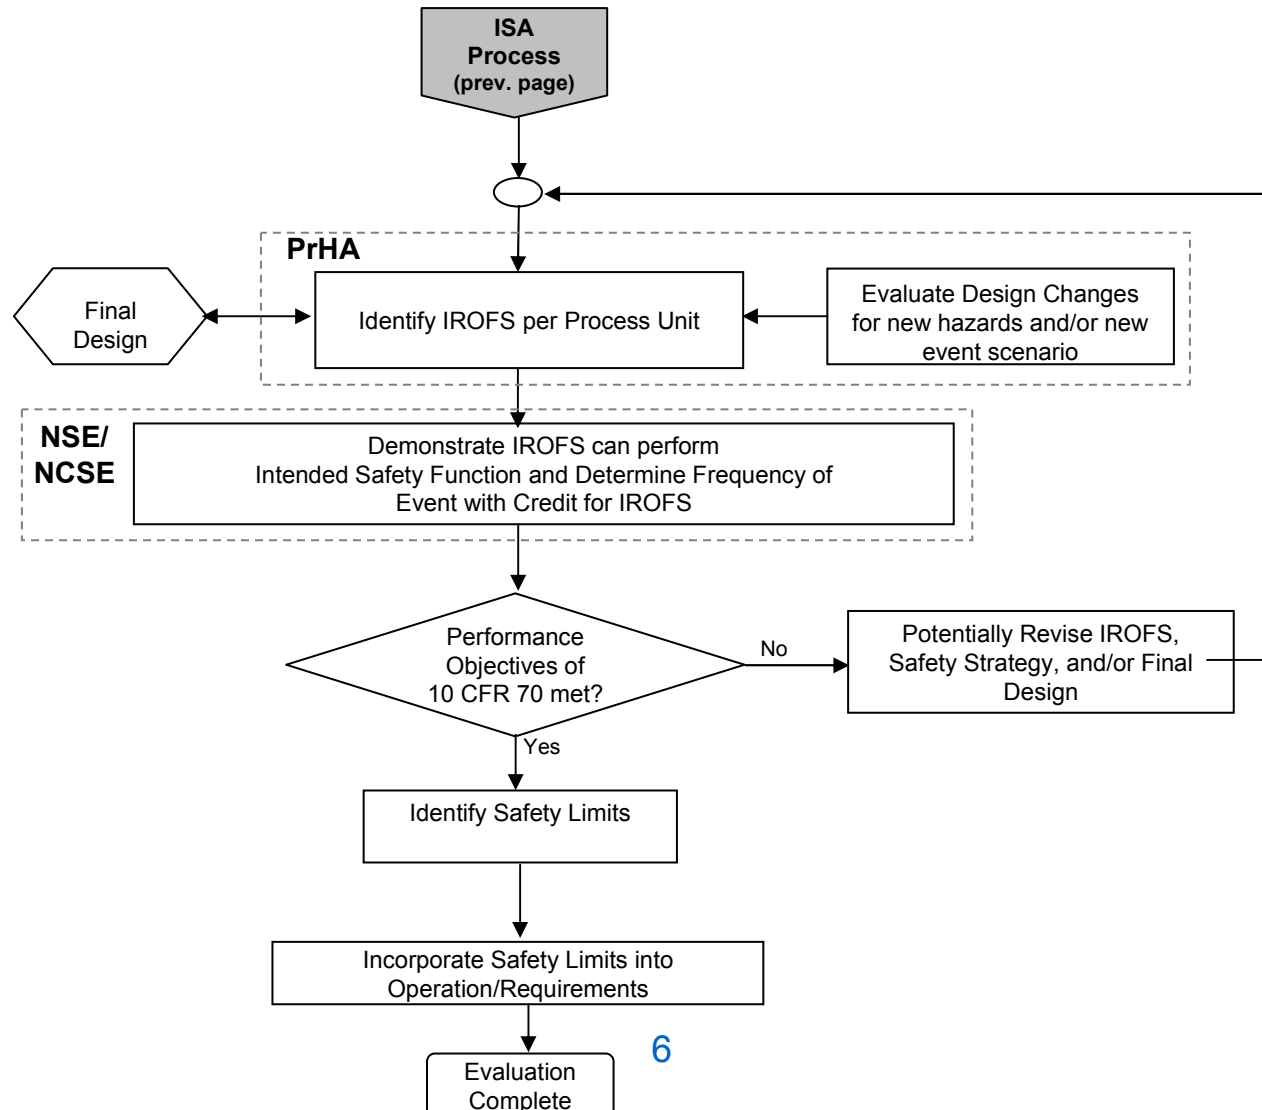 ISA
Process
(prev. page)
PrHA
Final
Design
Identify IROFS per Process Unit
Evaluate Design Changes
for new hazards and/or new
event scenario
NSE/
NCSE
Demonstrate IROFS can perform
Intended Safety Function and Determine Frequency of
Event with Credit for IROFS
Performance
Objectives of
10 CFR 70 met?
No
Potentially Revise IROFS,
Safety Strategy, and/or Final
Design
Yes
Identify Safety Limits
Incorporate Safety Limits into
Operation/Requirements
6
Evaluation
Complete